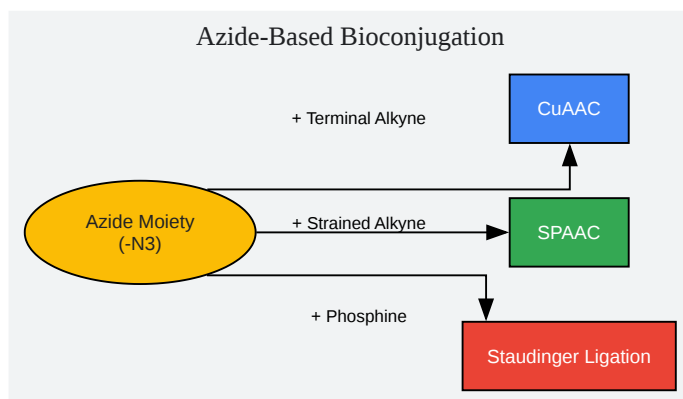 Azide-Based Bioconjugation
+ Terminal Alkyne
CuAAC
Azide Moiety
(-N3)
+ Strained Alkyne
SPAAC
+ Phosphine
Staudinger Ligation